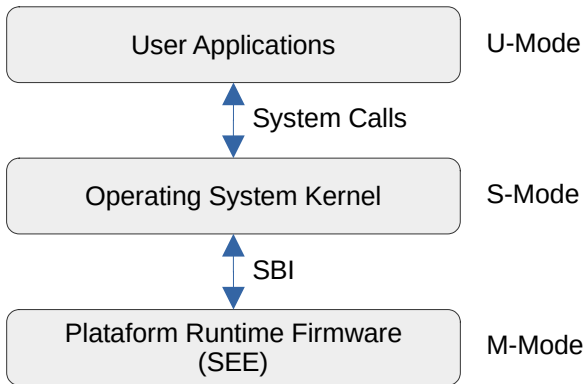 User Applications
U-Mode
System Calls
Operating System Kernel
S-Mode
SBI
Plataform Runtime Firmware
(SEE)
M-Mode